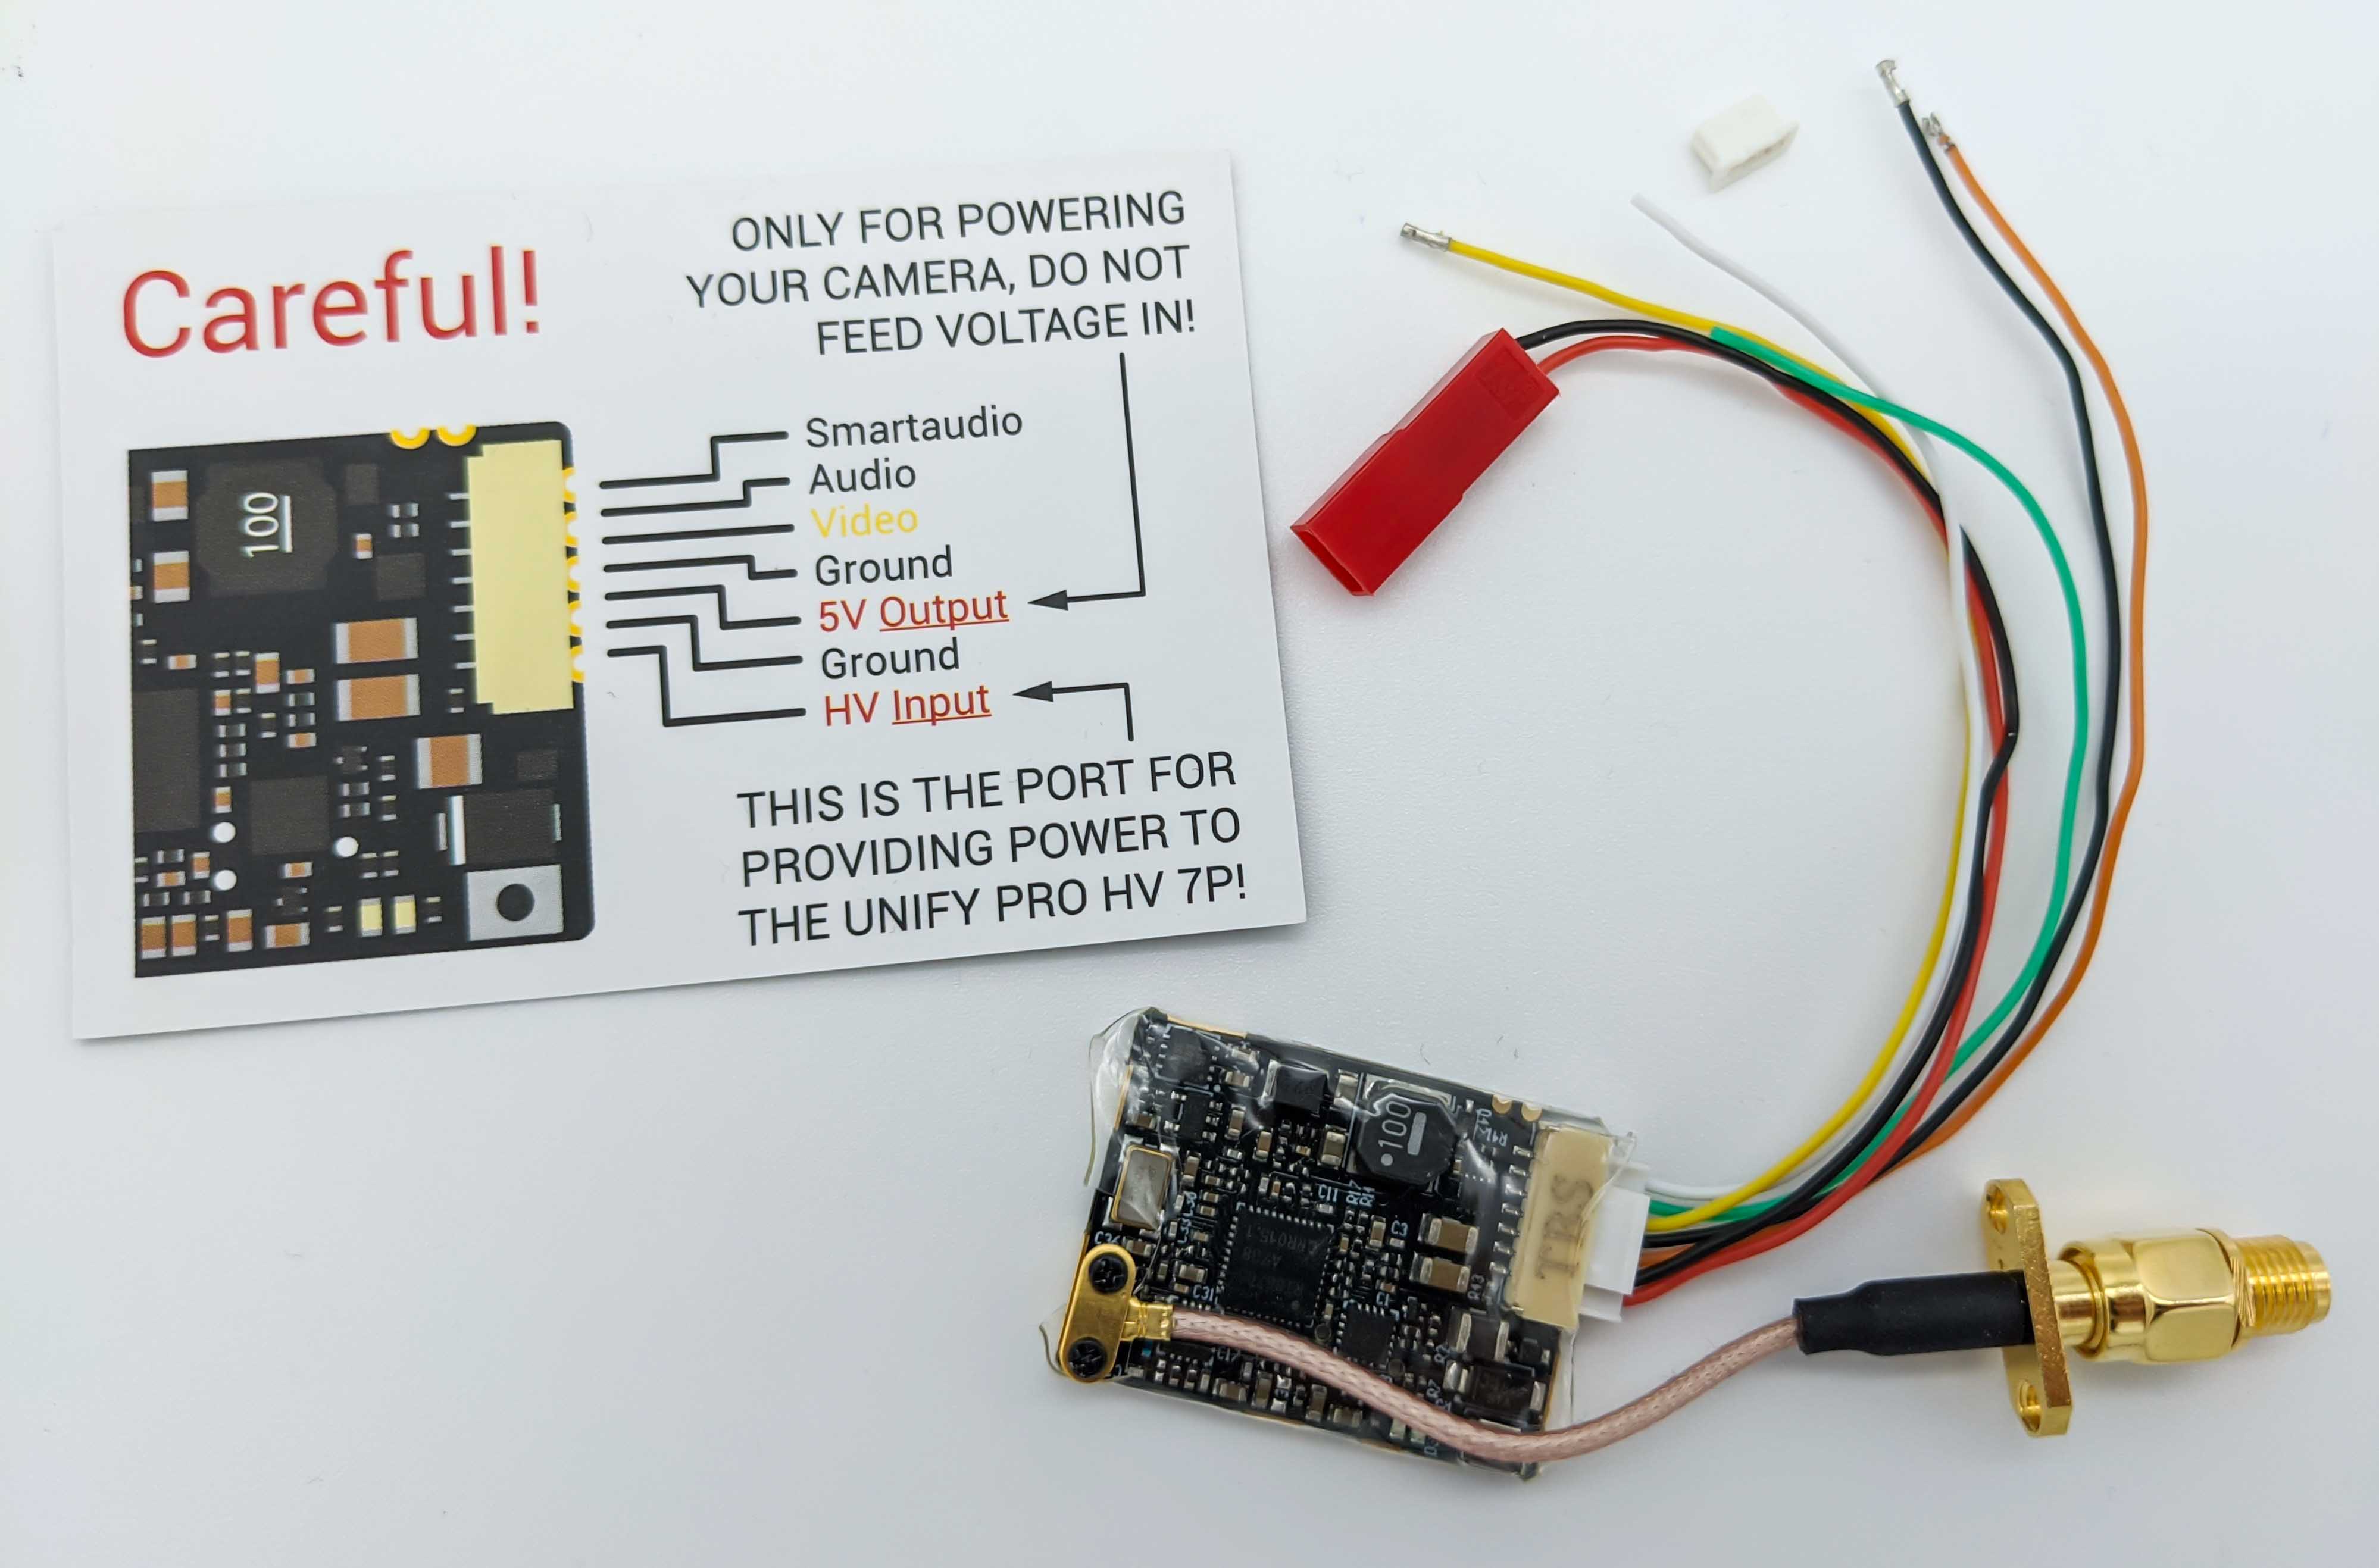 Careful!
ONLY FOR POWERING
YOUR CAMERA, DO NOT
FEED VOLTAGE IN!
Smartaudio
Audio
Video
Ground
5V Output
Ground
HV Input
THIS IS THE PORT FOR
PROVIDING POWER TO
THE UNIFY PRO HV 7P!
100
100
TBS